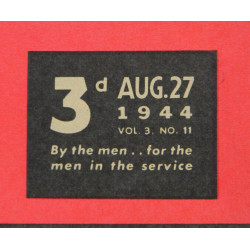 3d AUG.27
1944
VOL. 3. NO. 11
By the men .. for the
men in the service